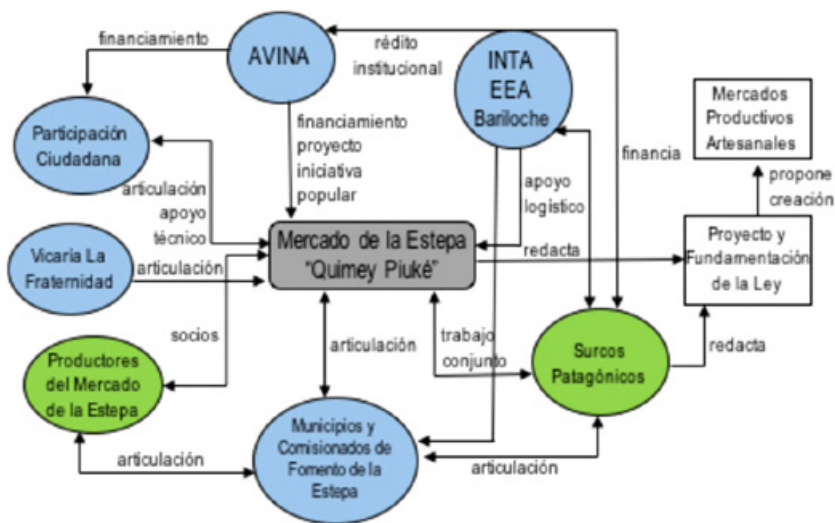 financiamiento
AVINA
rédito
institucional
INTA
EEA
Bariloche
Mercados
Productivos
Artesanales
Participación
Ciudadana
financiamiento
proyecto
iniciativa
popular
financia
propone
creación
articulación
apoyo
técnico
apoyo
logístico
Vicaría La
Fraternidad
articulación
Mercado de la Estepa
"Quimey Piuké"
redacta
Proyecto y
Fundamentación
de la Ley
socios
articulación
trabajo
conjunto
Surcos
Patagónicos
redacta
Productores
del Mercado
de la Estepa
Municipios y
Comisionados de
Fomento de la
Estepa
articulación
articulación